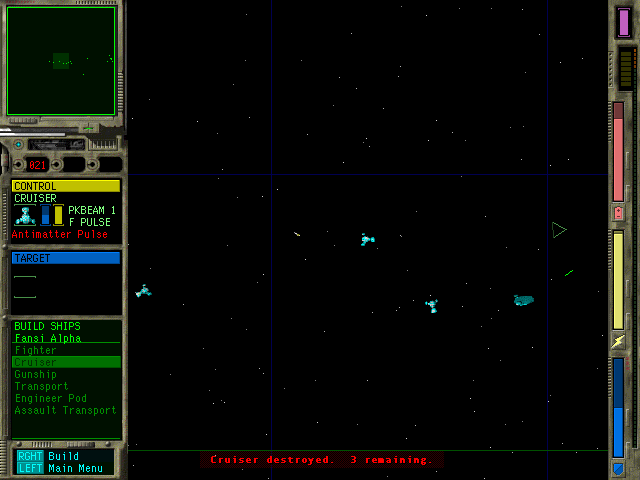 021
CONTROL
CRUISER
PKBEAM 1
F PULSE
Antimatter Pulse
TARGET
BUILD SHIPS
Fansi Alpha
Fighter
Cruiser
Gunship
Transport
Engineer Pod
Assault Transport
RGHT Build
LEFT Main Menu
Cruiser destroyed. 3 remaining.